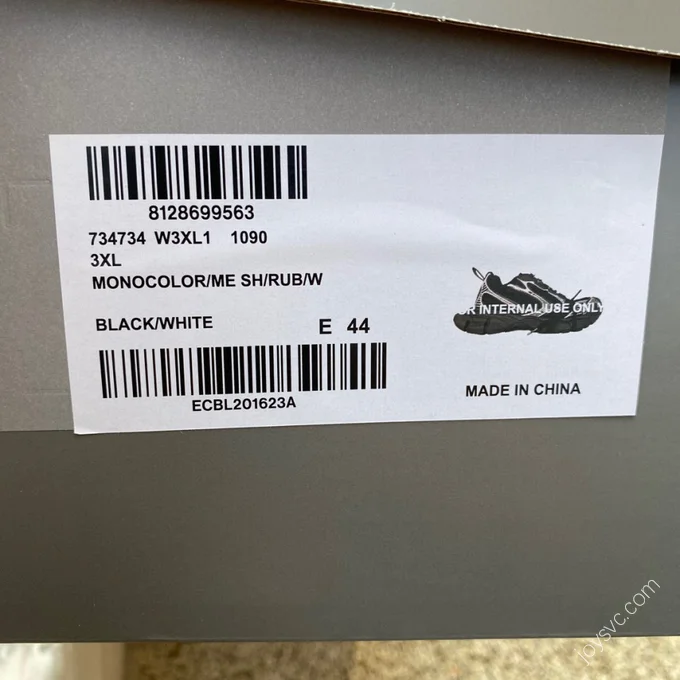 8128699563
734734 W3XL1 1090
3XL
MONOCOLOR/ME SH/RUB/W
BLACK/WHITE E 44
ECBL201623A
OR INTERNAL USE ONLY
MADE IN CHINA
joysvc.com